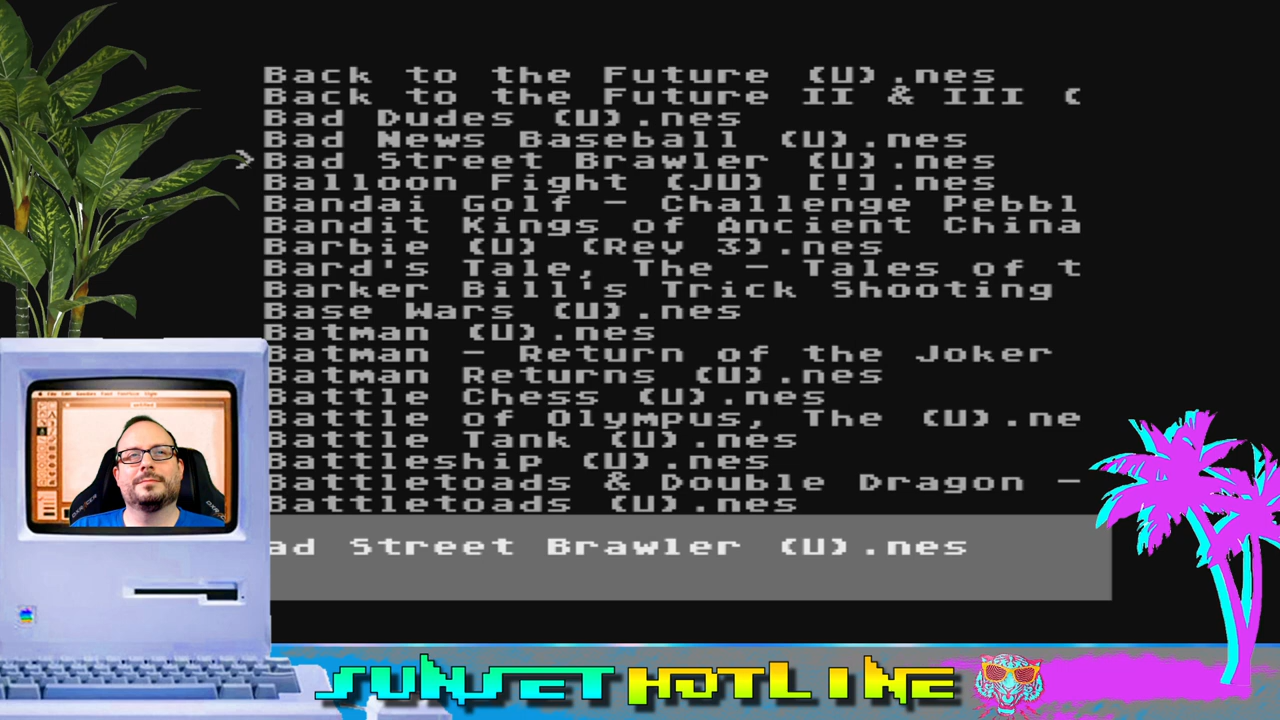 Back to the Future (U).nes
Back to the Future II & III (
Bad Dudes (U).nes
Bad News Baseball (U).nes
>Bad Street Brawler (U).nes
Balloon Fight (JU) [!].nes
Bandai Golf - Challenge Pebbl
Bandit Kings of Ancient China
Barbie (U) (Rev 3).nes
Bard's Tale, The - Tales of t
Barker Bill's Trick Shooting
Base Wars (U).nes
Batman (U).nes
Batman - Return of the Joker
Batman Returns (U).nes
Battle Chess (U).nes
Battle of Olympus, The (U).ne
Battle Tank (U).nes
Battleship (U).nes
Battletoads & Double Dragon -
Battletoads (U).nes
ad Street Brawler (U).nes
SUNSET HOTLINE